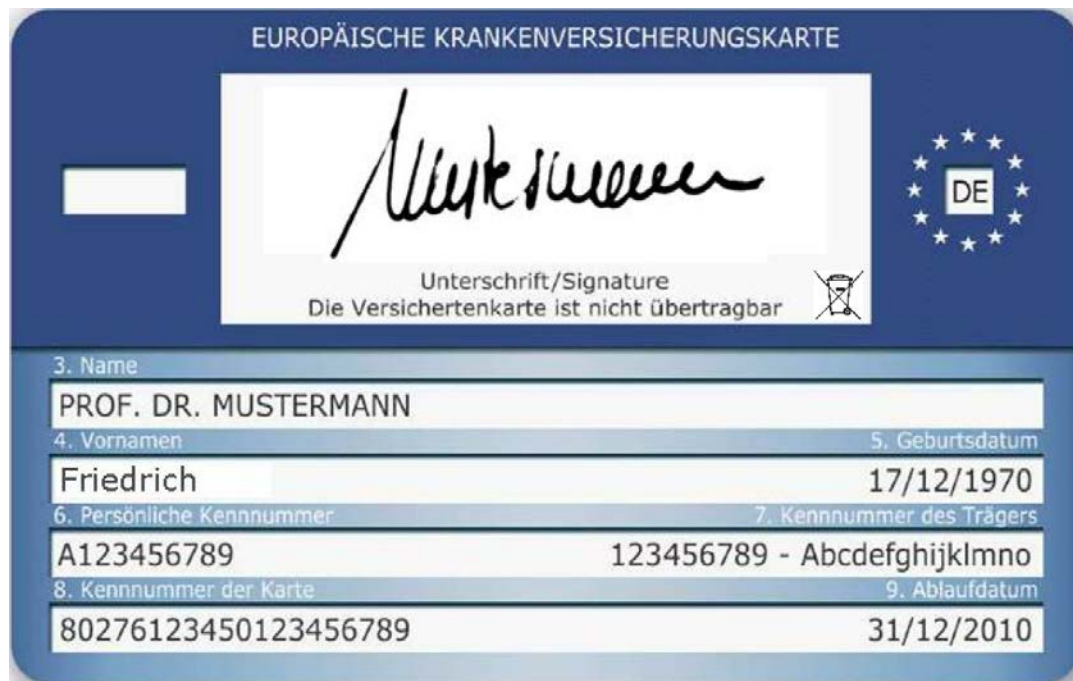 EUROPÄISCHE KRANKENVERSICHERUNGSKARTE
Mustermann
DE
Unterschrift/Signature
Die Versichertenkarte ist nicht übertragbar
3. Name
PROF. DR. MUSTERMANN
4. Vornamen 5. Geburtsdatum
Friedrich 17/12/1970
6. Persönliche Kennnummer 7. Kennnummer des Trägers
A123456789 123456789 - Abcdefghijklmno
8. Kennnummer der Karte 9. Ablaufdatum
80276123450123456789 31/12/2010